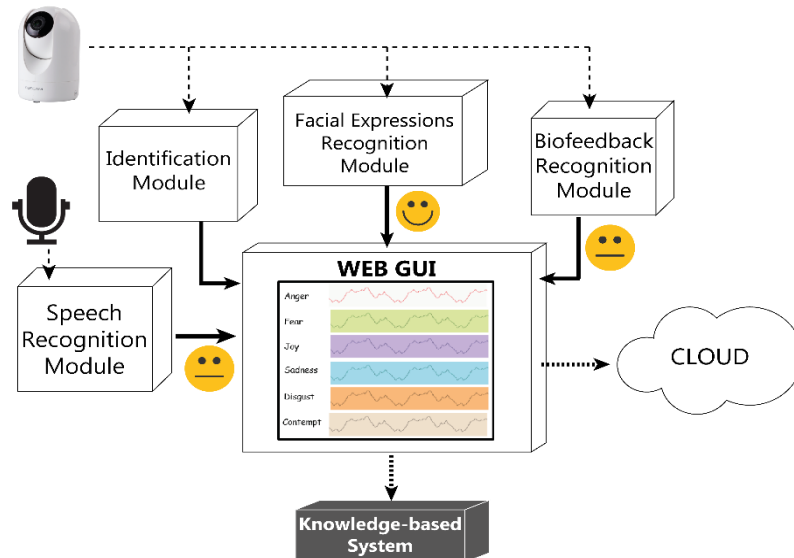 Identification
Module
Facial Expressions
Recognition
Module
Biofeedback
Recognition
Module
Speech
Recognition
Module
WEB GUI
Anger
Fear
Joy
Sadness
Disgust
Contempt
CLOUD
Knowledge-based
System